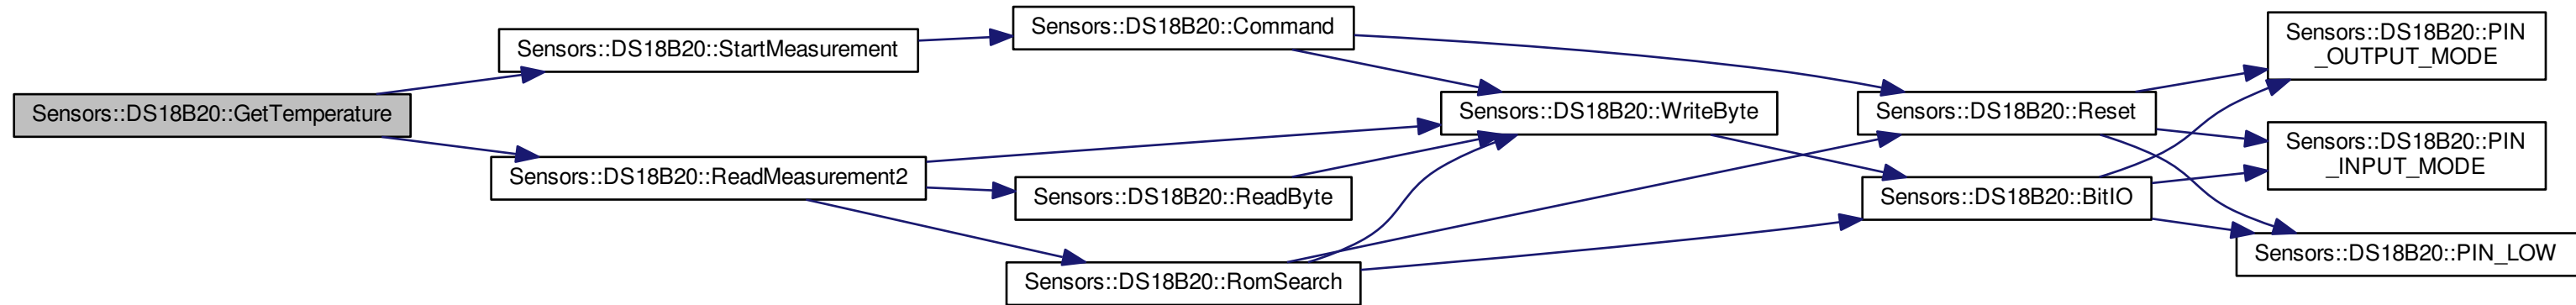 Sensors::DS18B20::GetTemperature
Sensors::DS18B20::StartMeasurement
Sensors::DS18B20::ReadMeasurement2
Sensors::DS18B20::Command
Sensors::DS18B20::ReadByte
Sensors::DS18B20::RomSearch
Sensors::DS18B20::WriteByte
Sensors::DS18B20::Reset
Sensors::DS18B20::BitIO
Sensors::DS18B20::PIN
_OUTPUT_MODE
Sensors::DS18B20::PIN
_INPUT_MODE
Sensors::DS18B20::PIN_LOW